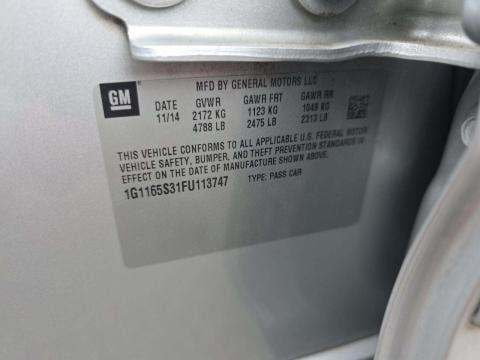 MFD BY GENERAL MOTORS LLC
GM
DATE GVWR GAWR FRT GAWR RR
11/14 2172 KG 1123 KG 1049 KG
4788 LB 2475 LB 2313 LB
THIS VEHICLE CONFORMS TO ALL APPLICABLE U.S. FEDERAL MOTOR
VEHICLE SAFETY, BUMPER, AND THEFT PREVENTION STANDARDS IN
EFFECT ON THE DATE OF MANUFACTURE SHOWN ABOVE.
1G1165S31FU113747 TYPE: PASS CAR